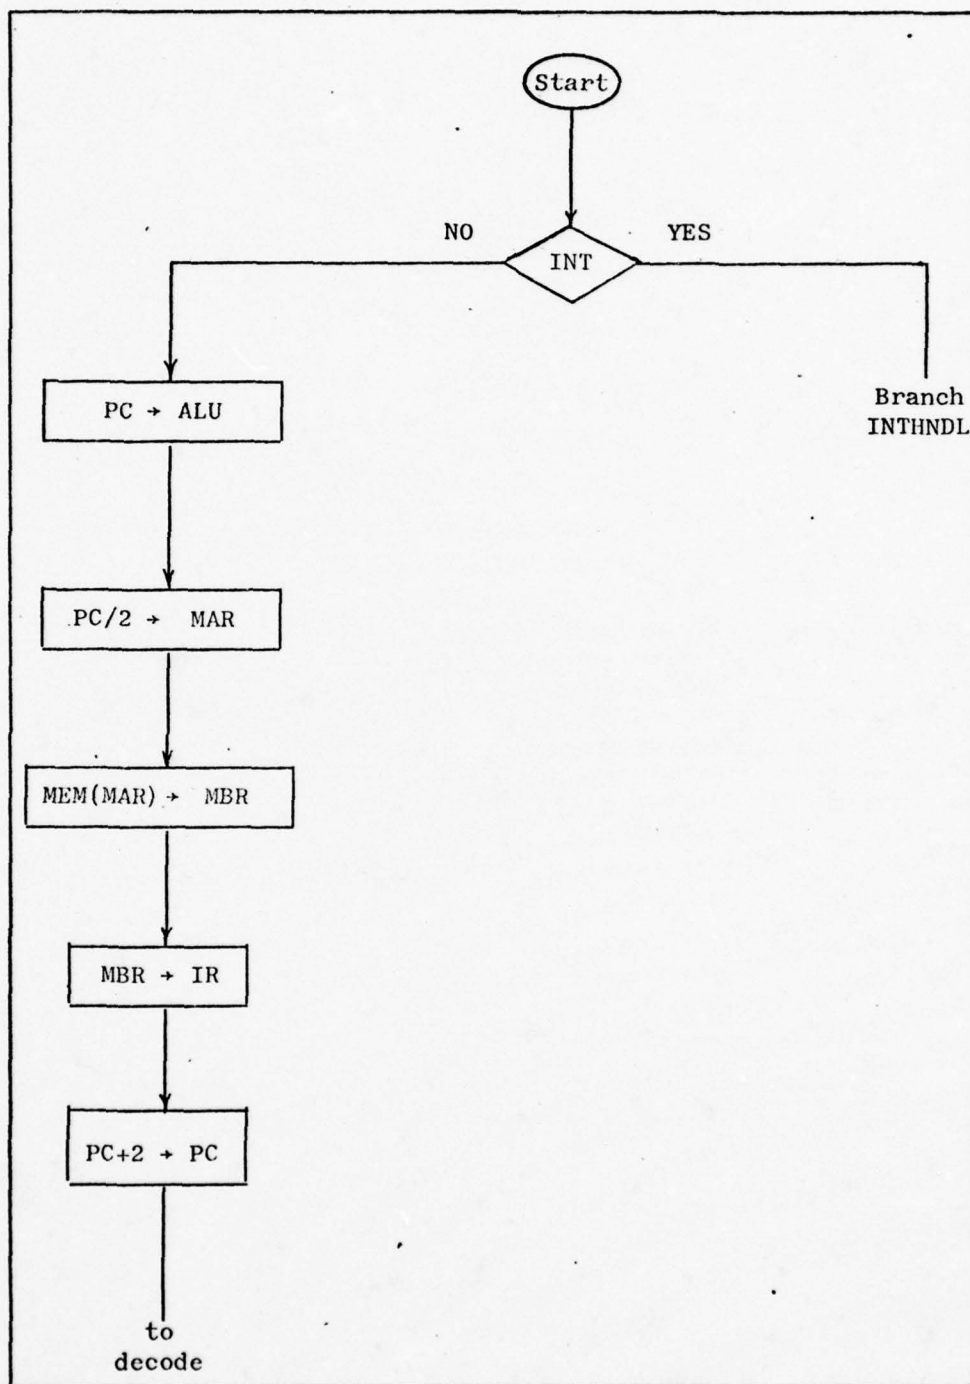 Start
NO
YES
INT
PC → ALU
Branch
INTHNDL
PC/2 → MAR
MEM(MAR) → MBR
MBR → IR
PC+2 → PC
to
decode